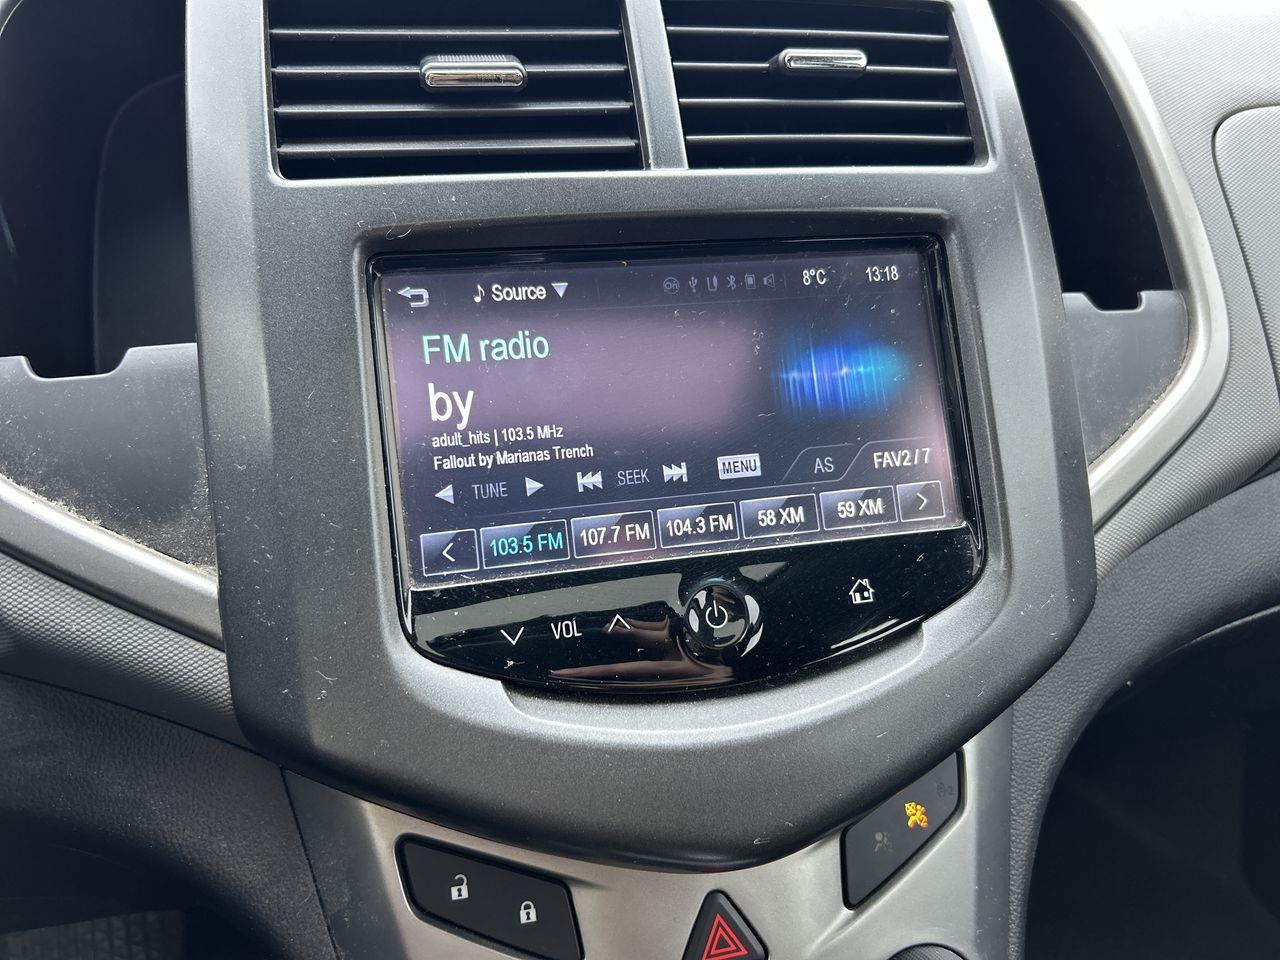 Source 8°C 13:18
FM radio
by
adult_hits | 103.5 MHz
Fallout by Marianas Trench
TUNE SEEK MENU AS FAV2 / 7
103.5 FM 107.7 FM 104.3 FM 58 XM 59 XM
VOL